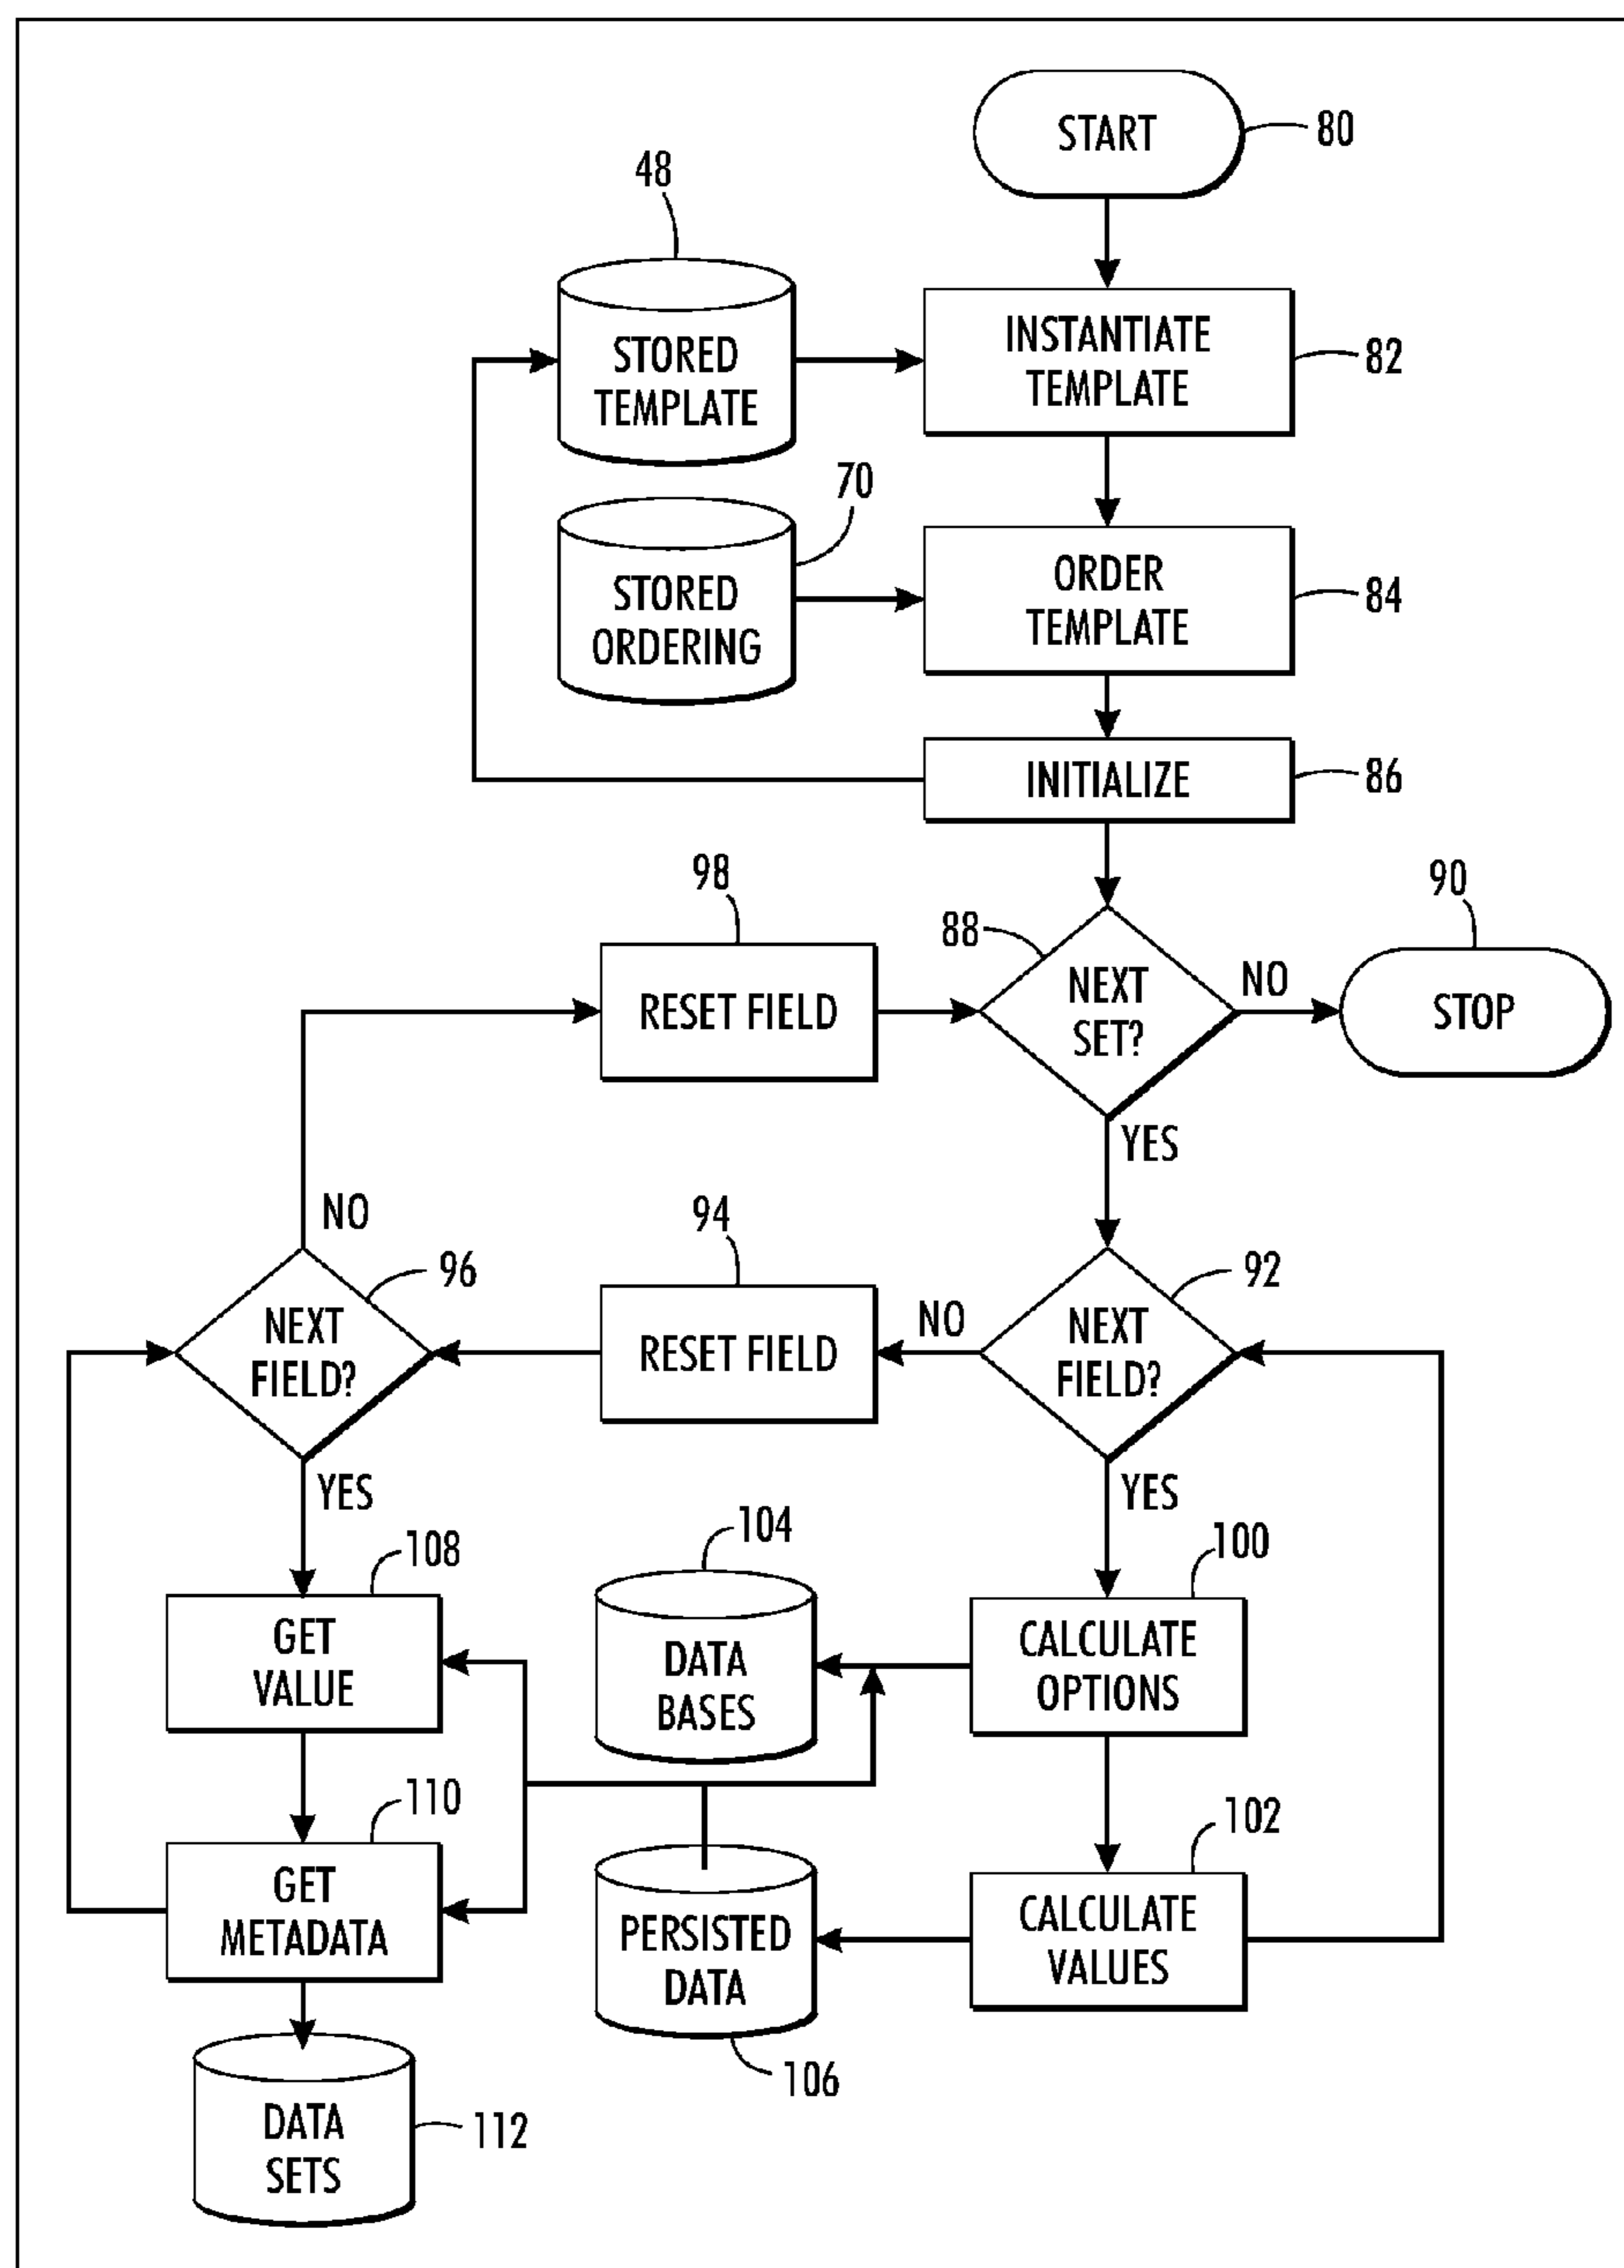 START
80
48
STORED
TEMPLATE
INSTANTIATE
TEMPLATE
82
70
STORED
ORDERING
ORDER
TEMPLATE
84
INITIALIZE
86
98
RESET FIELD
88
NEXT
SET?
NO
90
STOP
YES
NO
96
NEXT
FIELD?
94
RESET FIELD
NO
92
NEXT
FIELD?
YES
YES
108
GET
VALUE
104
DATA
BASES
100
CALCULATE
OPTIONS
110
GET
METADATA
PERSISTED
DATA
106
102
CALCULATE
VALUES
DATA
SETS
112